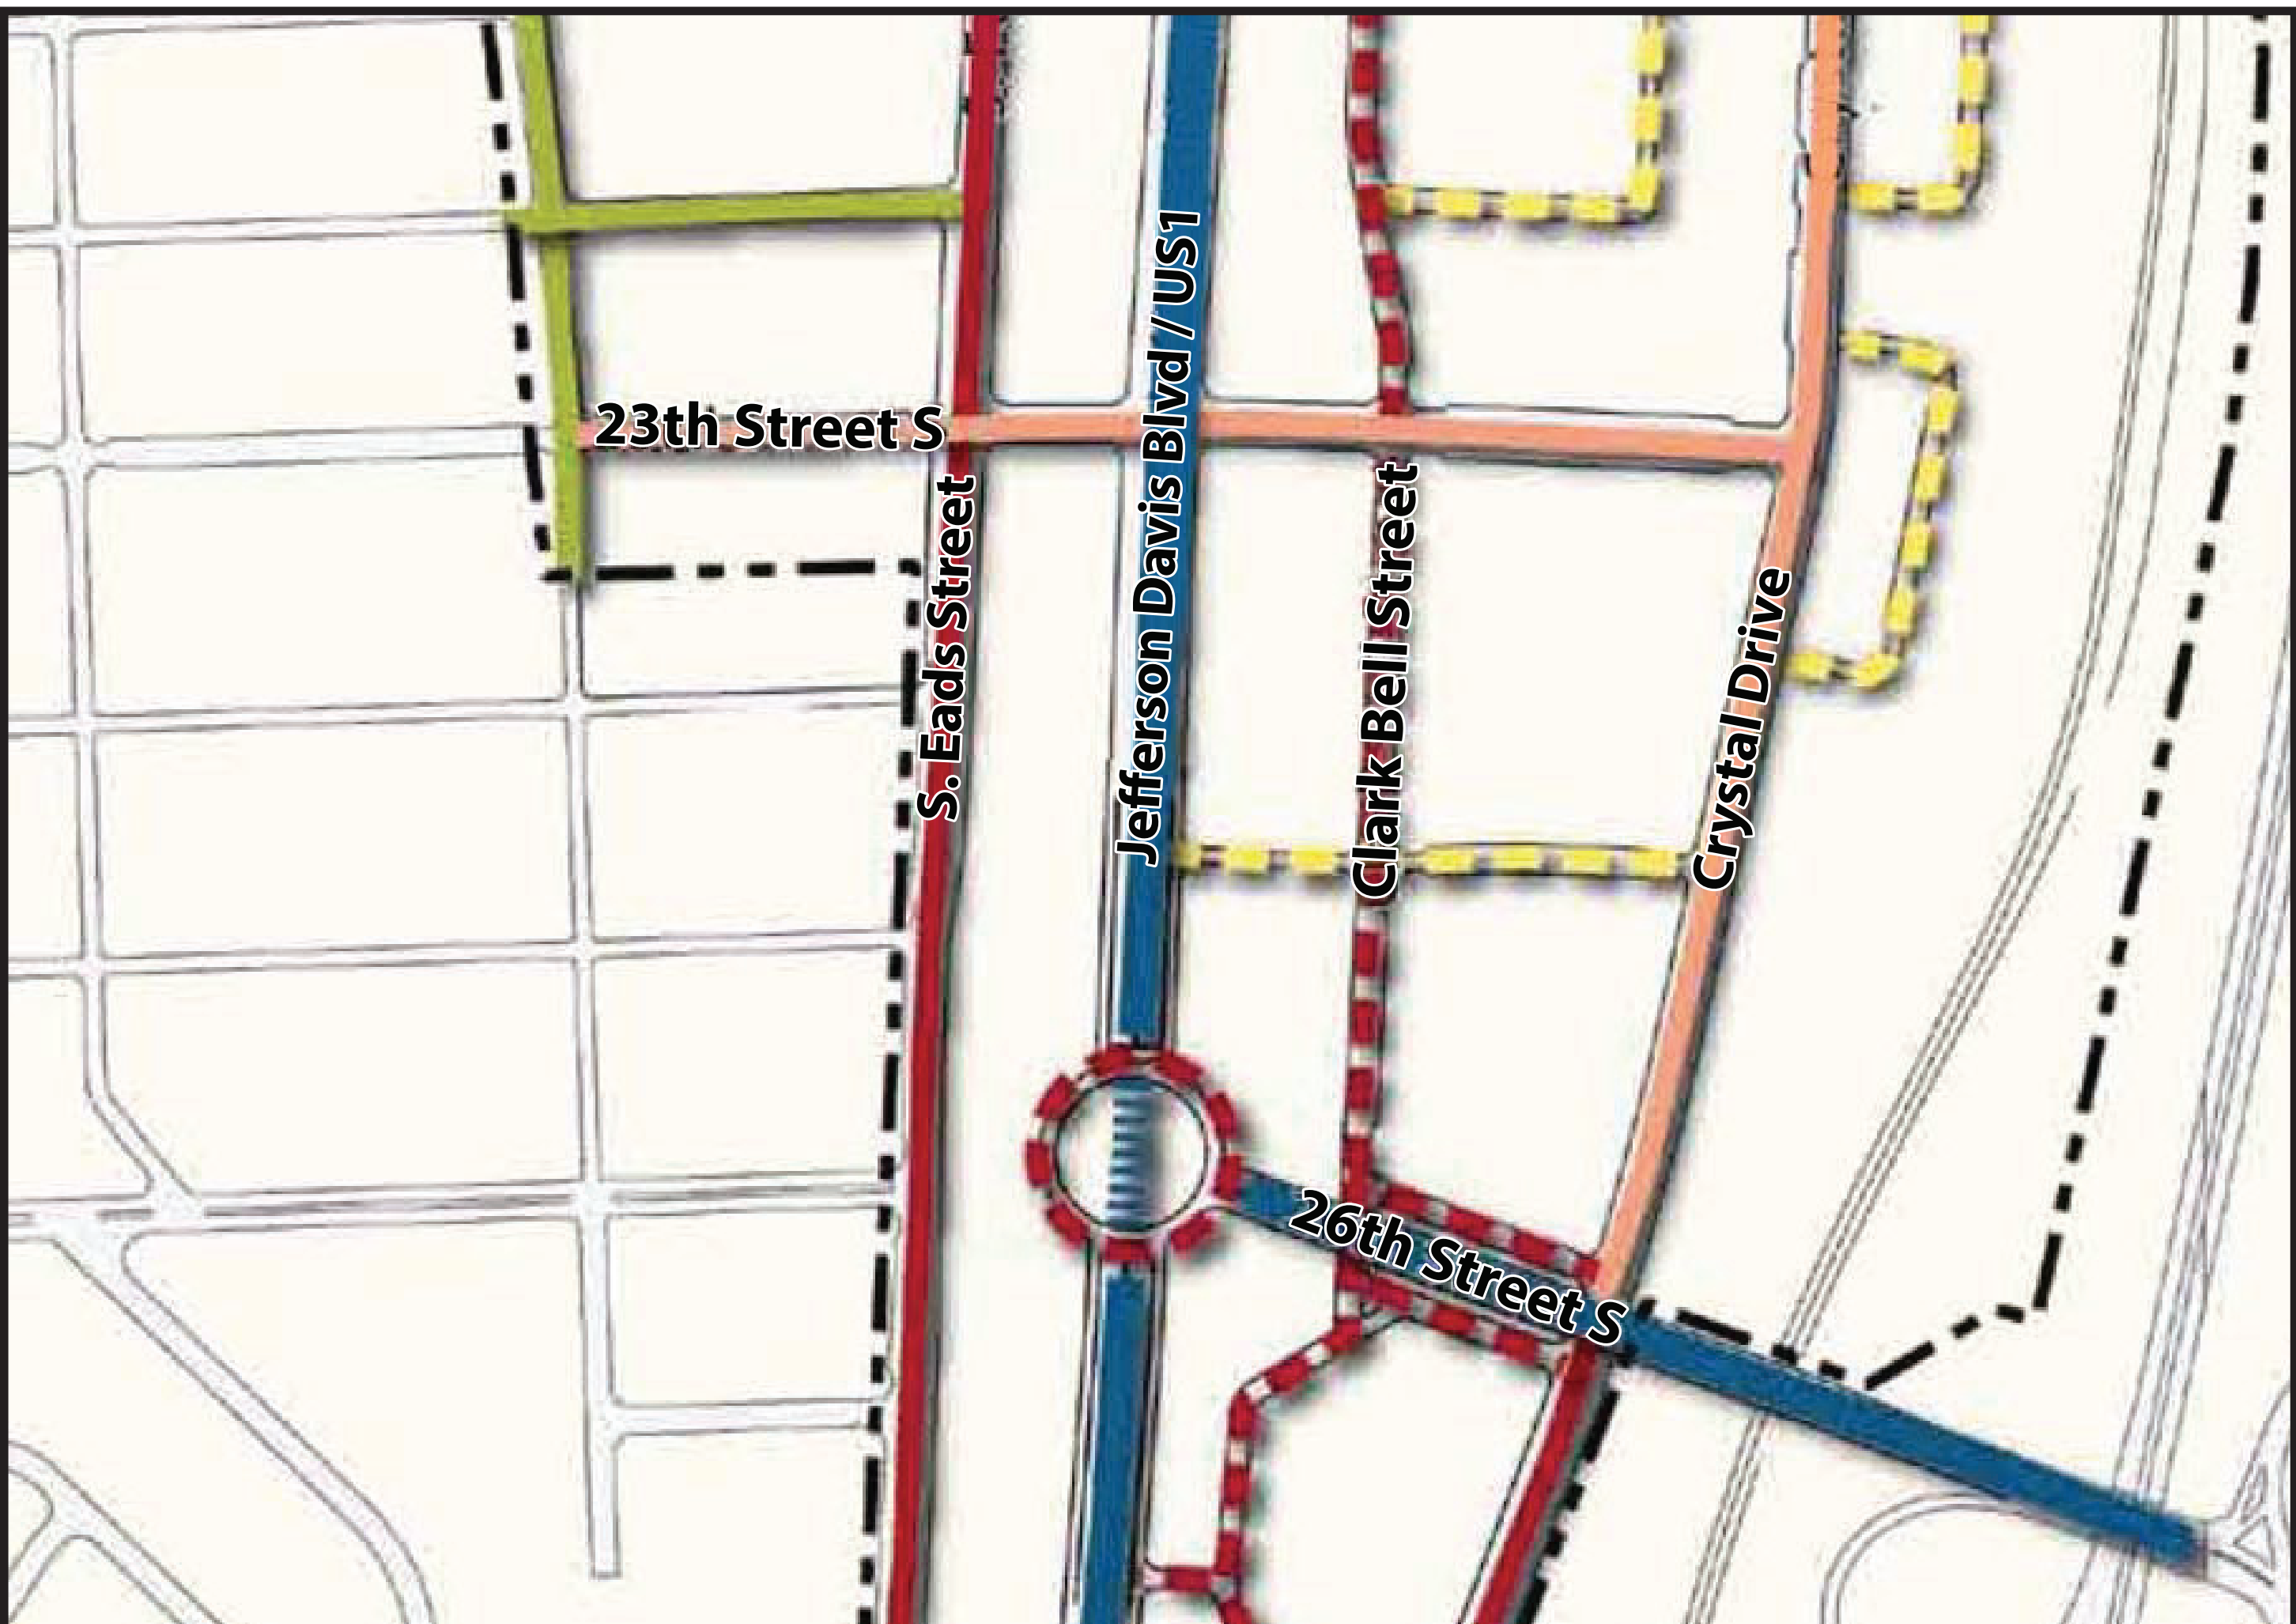 23th Street S
S. Eads Street
Jefferson Davis Blvd / US1
Clark Bell Street
Crystal Drive
26th Street S